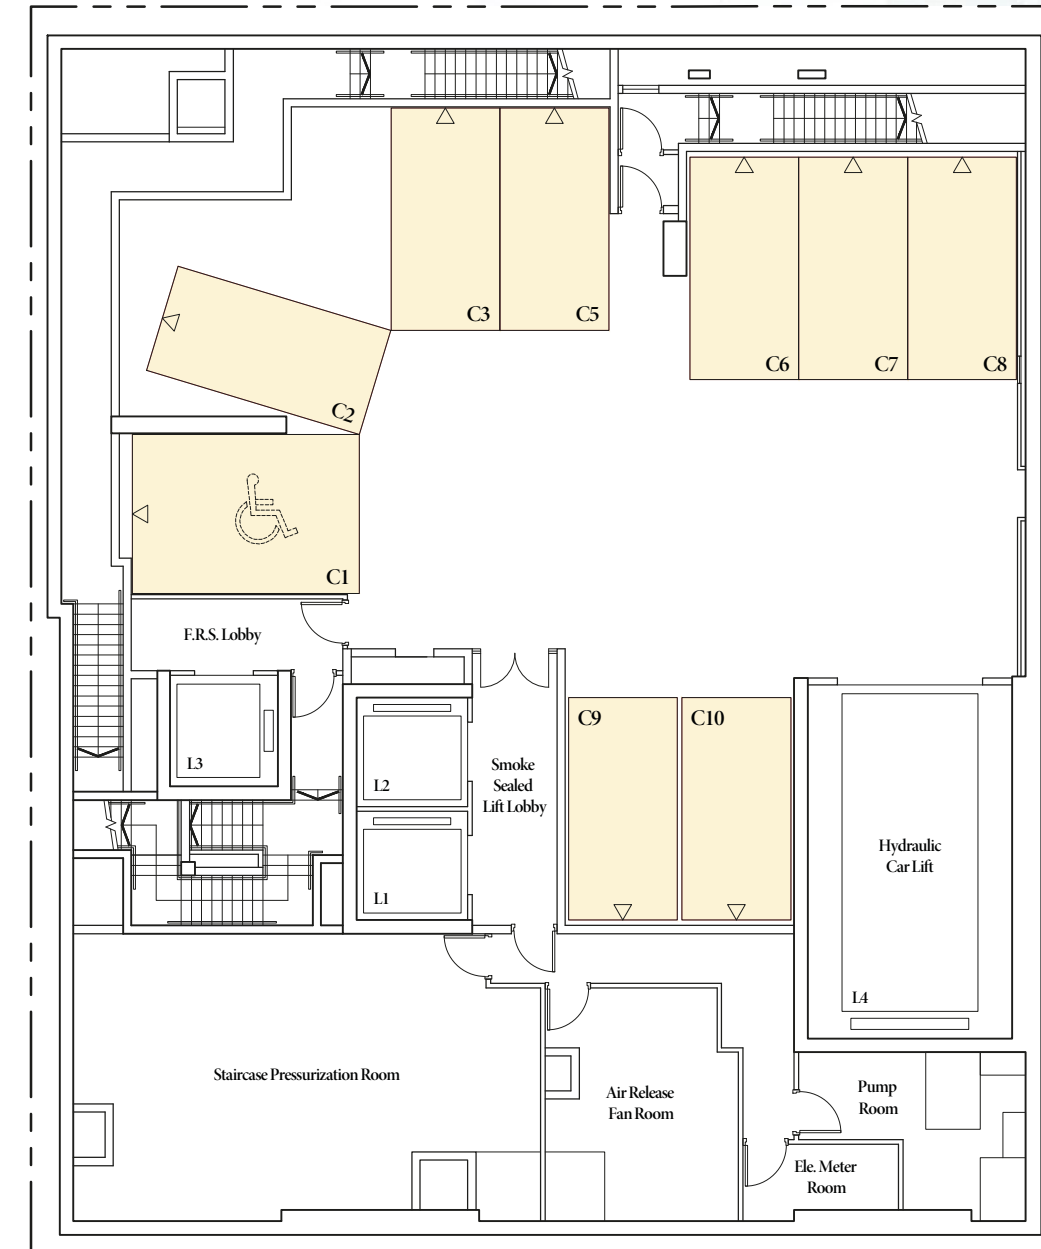 C3
C5
C6
C7
C8
C2
C1
F.R.S. Lobby
L3
L2
L1
Smoke
Sealed
Lift Lobby
C9
C10
Hydraulic
Car Lift
L4
Staircase Pressurization Room
Air Release
Fan Room
Pump
Room
Ele. Meter
Room